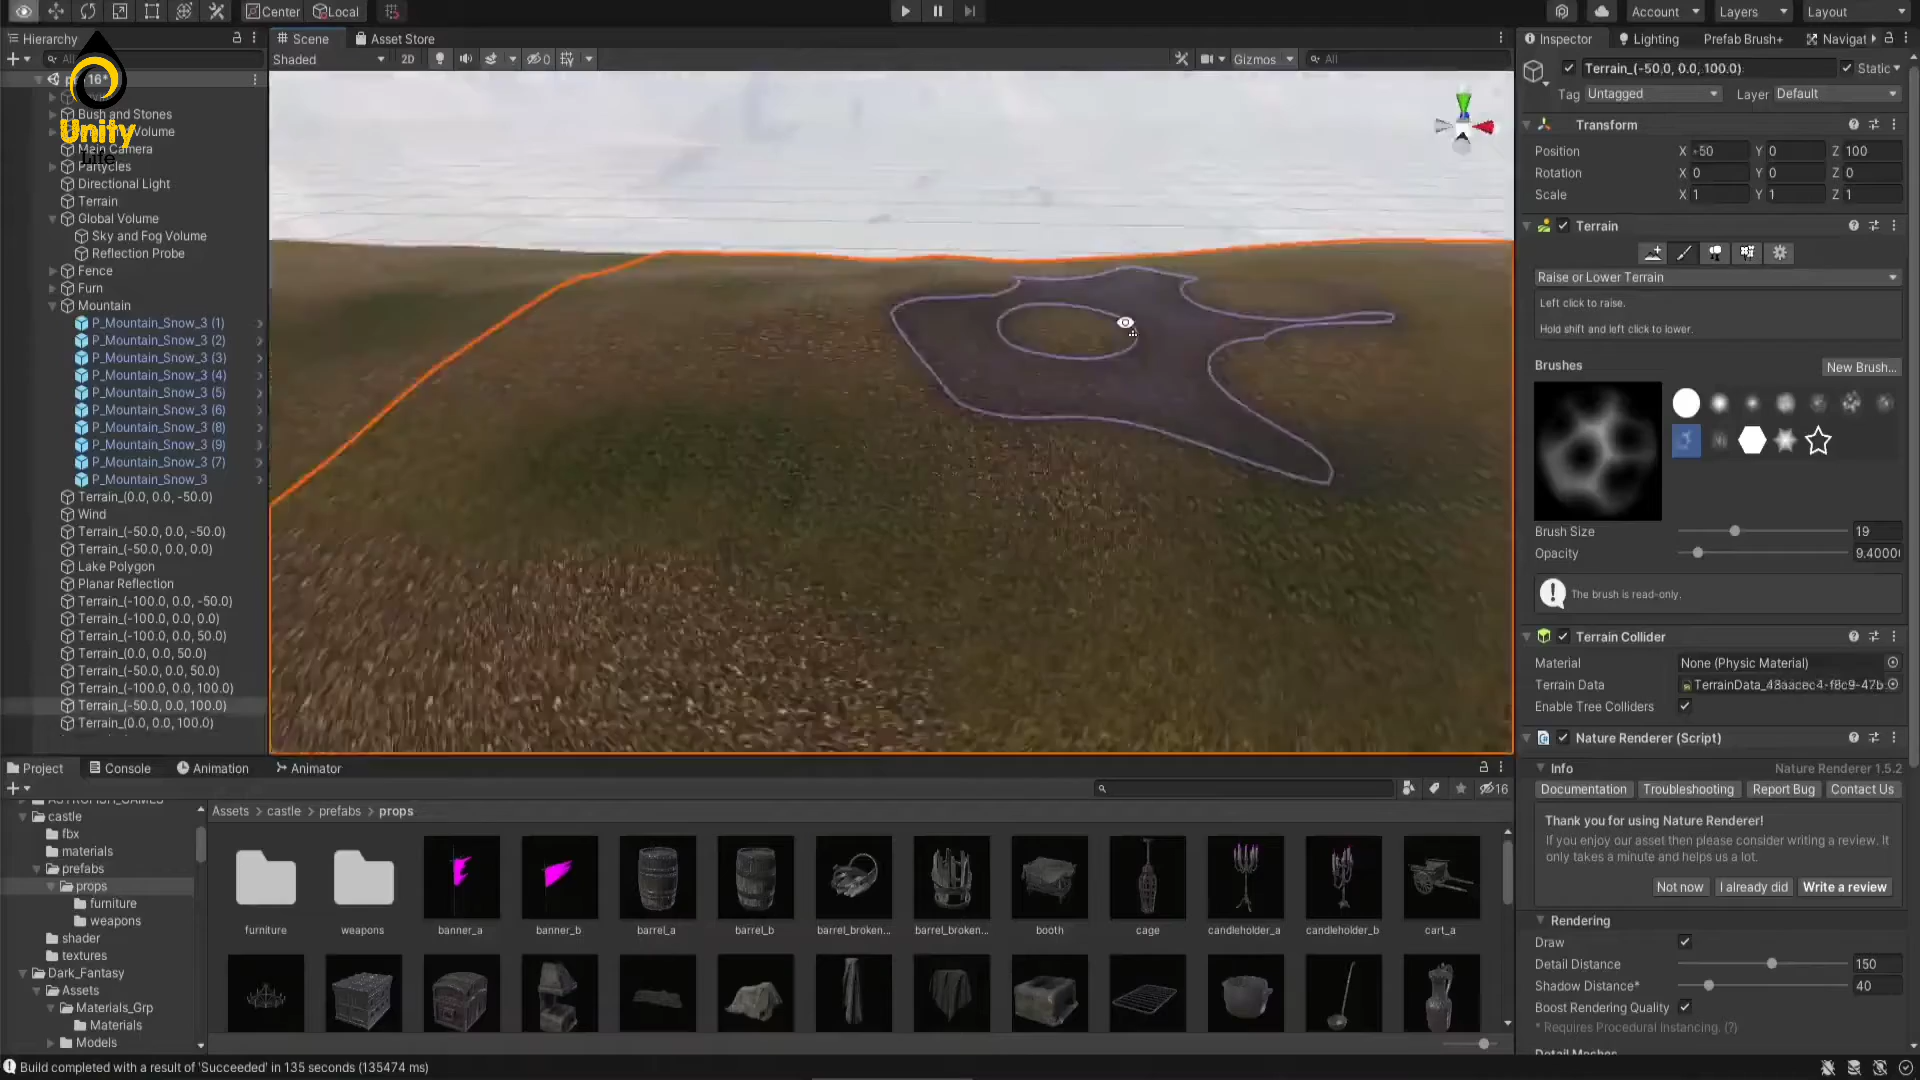 Center
Local
Account
Layers
Layout
Hierarchy
All
Unity
Life
Bush and Stones
Volume
Main Camera
Partycles
Directional Light
Terrain
Global Volume
Sky and Fog Volume
Reflection Probe
Fence
Furn
Mountain
P_Mountain_Snow_3 (1)
P_Mountain_Snow_3 (2)
P_Mountain_Snow_3 (3)
P_Mountain_Snow_3 (4)
P_Mountain_Snow_3 (5)
P_Mountain_Snow_3 (6)
P_Mountain_Snow_3 (8)
P_Mountain_Snow_3 (9)
P_Mountain_Snow_3 (7)
P_Mountain_Snow_3
Terrain_(0.0, 0.0, -50.0)
Wind
Terrain_(-50.0, 0.0, -50.0)
Terrain_(-50.0, 0.0, 0.0)
Lake Polygon
Planar Reflection
Terrain_(-100.0, 0.0, -50.0)
Terrain_(-100.0, 0.0, 0.0)
Terrain_(-100.0, 0.0, 50.0)
Terrain_(0.0, 0.0, 50.0)
Terrain_(-50.0, 0.0, 50.0)
Terrain_(-100.0, 0.0, 100.0)
Terrain_(-50.0, 0.0, 100.0)
Terrain_(0.0, 0.0, 100.0)
Scene
Asset Store
Shaded
2D
0
Gizmos
All
Inspector
Lighting
Prefab Brush+
Navigat
Terrain_(-50.0, 0.0, 100.0)
Static
Tag Untagged
Layer Default
Transform
Position X -50 Y 0 Z 100
Rotation X 0 Y 0 Z 0
Scale X 1 Y 1 Z 1
Terrain
Raise or Lower Terrain
Left click to raise.
Hold shift and left click to lower.
Brushes
New Brush...
Brush Size 19
Opacity 9.4000
The brush is read-only.
Terrain Collider
Material None (Physic Material)
Terrain Data
Enable Tree Colliders
Nature Renderer (Script)
Info
Nature Renderer 1.5.2
Documentation
Troubleshooting
Report Bug
Contact Us
Thank you for using Nature Renderer!
If you enjoy our asset then please consider writing a review. It
only takes a minute and helps us a lot.
Not now
I already did
Write a review
Rendering
Draw
Detail Distance 150
Shadow Distance* 40
Boost Rendering Quality
* Requires Procedural Instancing. (?)
Project
Console
Animation
Animator
16
castle
fbx
materials
prefabs
props
furniture
weapons
shader
textures
Dark_Fantasy
Assets
Materials_Grp
Materials
Models
Assets > castle > prefabs > props
furniture
weapons
banner_a
banner_b
barrel_a
barrel_b
barrel_broken...
barrel_broken...
booth
cage
candleholder_a
candleholder_b
cart_a
Build completed with a result of 'Succeeded' in 135 seconds (135474 ms)